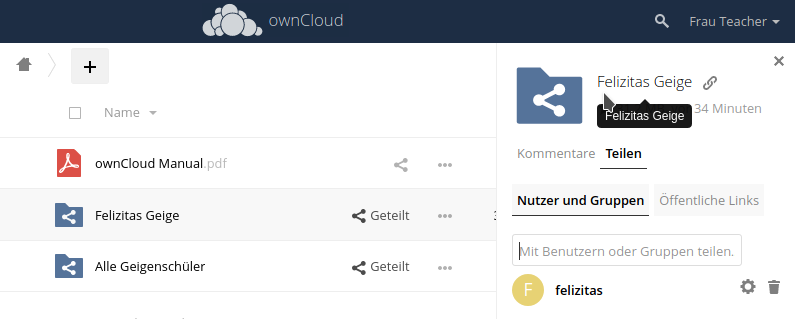 ownCloud
Frau Teacher
Name
ownCloud Manual.pdf
Felizitas Geige
Geteilt
Alle Geigenschüler
Geteilt
Felizitas Geige
34 Minuten
Felizitas Geige
Kommentare
Teilen
Nutzer und Gruppen
Öffentliche Links
Mit Benutzern oder Gruppen teilen.
F
felizitas